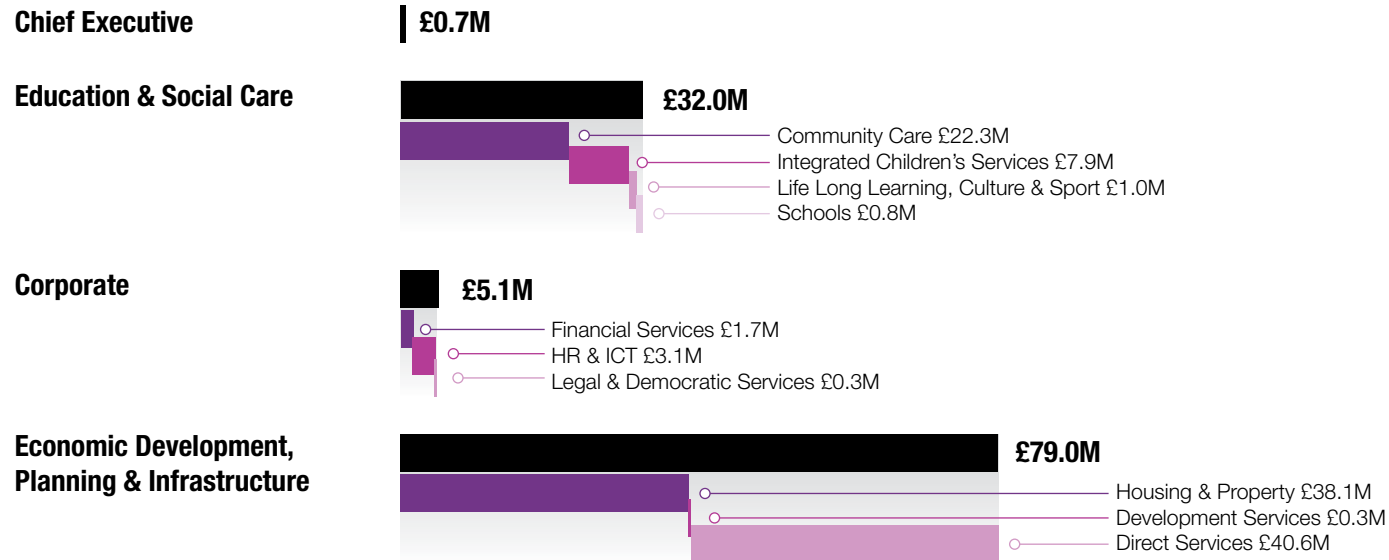 Chief Executive
£0.7M
Education & Social Care
£32.0M
Community Care £22.3M
Integrated Children’s Services £7.9M
Life Long Learning, Culture & Sport £1.0M
Schools £0.8M
Corporate
£5.1M
Financial Services £1.7M
HR & ICT £3.1M
Legal & Democratic Services £0.3M
Economic Development,
Planning & Infrastructure
£79.0M
Housing & Property £38.1M
Development Services £0.3M
Direct Services £40.6M